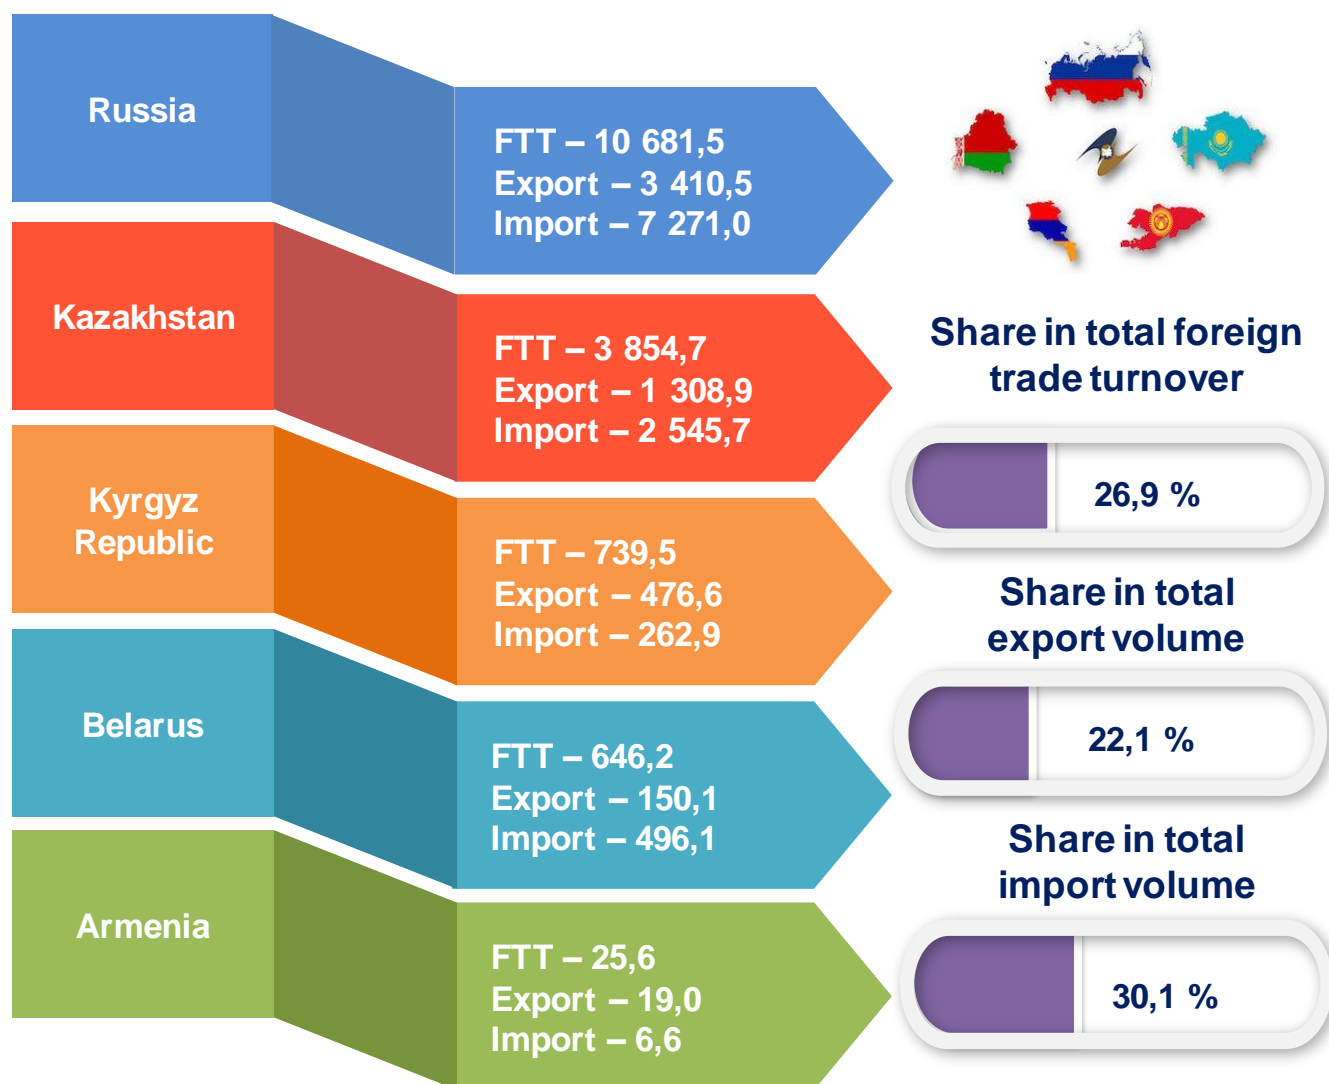 Russia
FTT – 10 681,5
Export – 3 410,5
Import – 7 271,0
Kazakhstan
FTT – 3 854,7
Export – 1 308,9
Import – 2 545,7
Kyrgyz
Republic
FTT – 739,5
Export – 476,6
Import – 262,9
Belarus
FTT – 646,2
Export – 150,1
Import – 496,1
Armenia
FTT – 25,6
Export – 19,0
Import – 6,6
Share in total foreign
trade turnover
26,9 %
Share in total
export volume
22,1 %
Share in total
import volume
30,1 %